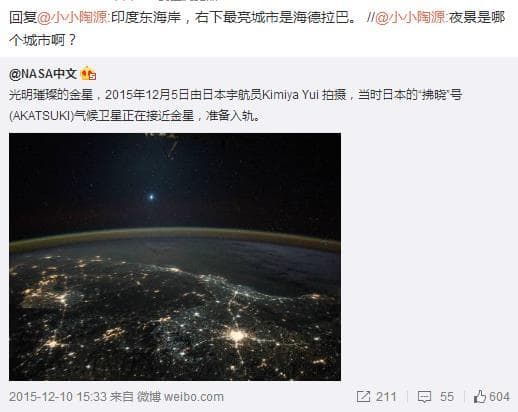 回复@小小陶源:印度东海岸，右下最亮城市是海德拉巴。 //@小小陶源:夜景是哪
个城市啊？
@NASA中文
光明璀璨的金星，2015年12月5日由日本宇航员Kimiya Yui 拍摄，当时日本的“拂晓”号
(AKATSUKI)气候卫星正在接近金星，准备入轨。
2015-12-10 15:33 来自 微博 weibo.com 211 55 604